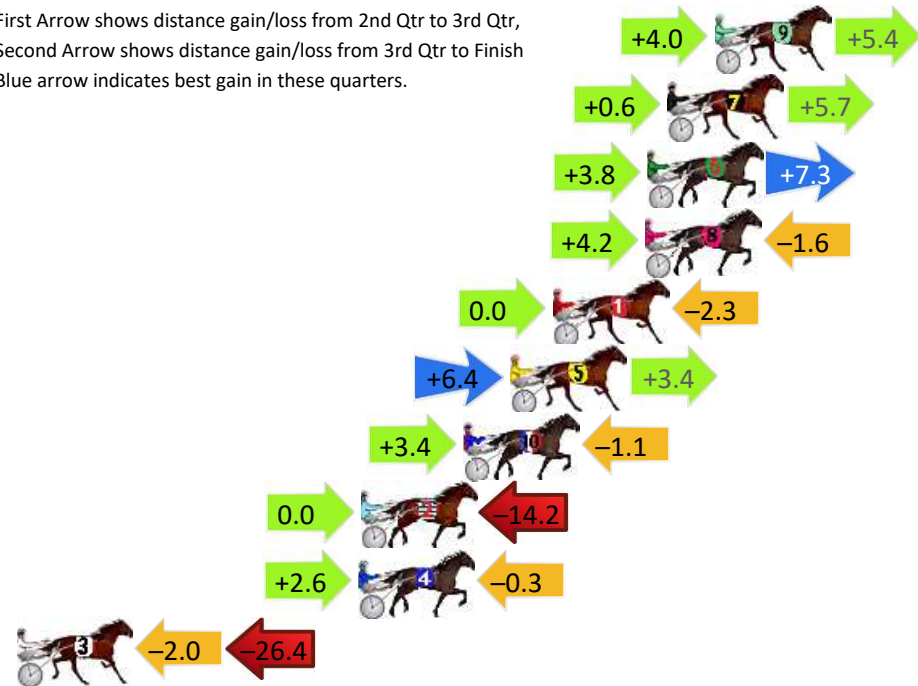 First Arrow shows distance gain/loss from 2nd Qtr to 3rd Qtr,
Second Arrow shows distance gain/loss from 3rd Qtr to Finish
Blue arrow indicates best gain in these quarters.
+4.0 9 +5.4
+0.6 7 +5.7
+3.8 6 +7.3
+4.2 8 –1.6
0.0 1 –2.3
+6.4 5 +3.4
+3.4 10 –1.1
0.0 2 –14.2
+2.6 4 –0.3
3 –2.0 –26.4